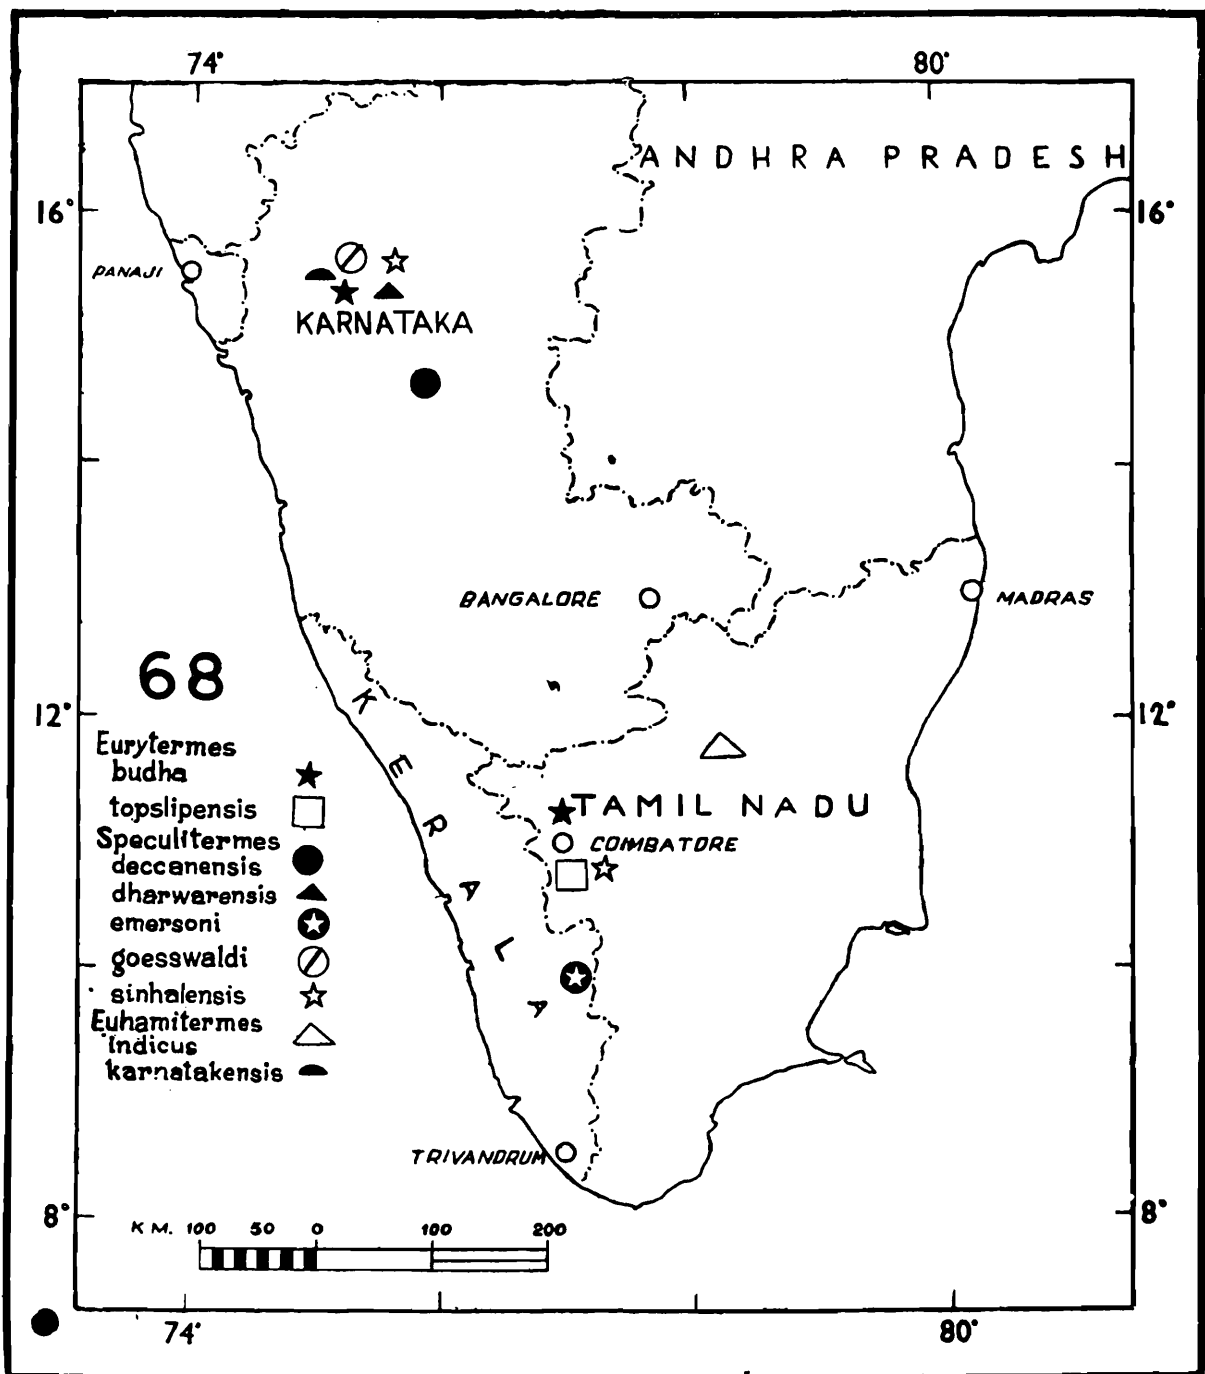 74° 80°
ANDHRA PRADESH
16° 16°
PANAJI
KARNATAKA
BANGALORE
MADRAS
68
12° 12°
KERALA
Eurytermes
budha
TAMIL NADU
topslipensis
Speculitermes
COIMBATORE
deccanensis
dharwarensis
emersoni
goesswaldi
sinhalensis
Euhamitermes
indicus
karnatakensis
TRIVANDRUM
8° 8°
KM. 100 50 0 100 200
74° 80°